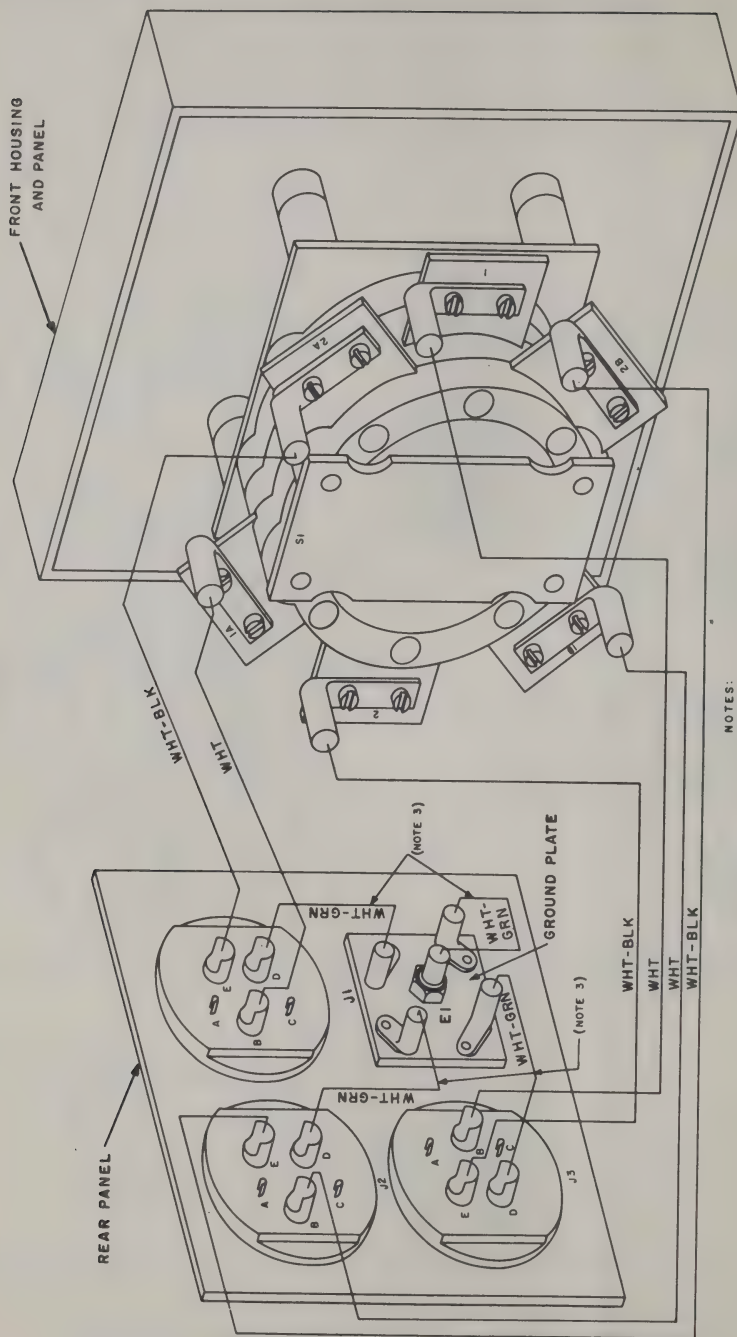 FRONT HOUSING
AND PANEL
2A
1
2B
S1
1A
1B
2
WHT-BLK
WHT
REAR PANEL
E
D
A
B
C
WHT-GRN
(NOTE 3)
J1
E1
WHT-
GRN
GROUND PLATE
WHT-GRN
(NOTE 3)
E
D
A
B
C
J2
WHT-GRN
A
B
C
E
D
J3
WHT-BLK
WHT
WHT
WHT-BLK
NOTES: